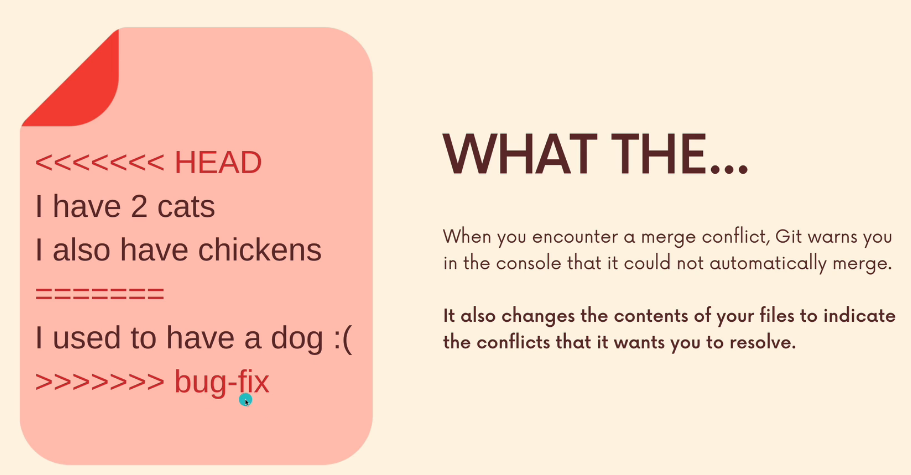 <<<<<<< HEAD
I have 2 cats
I also have chickens
=======
I used to have a dog :(
>>>>>>> bug-fix
WHAT THE...
When you encounter a merge conflict, Git warns you
in the console that it could not automatically merge.
It also changes the contents of your files to indicate
the conflicts that it wants you to resolve.